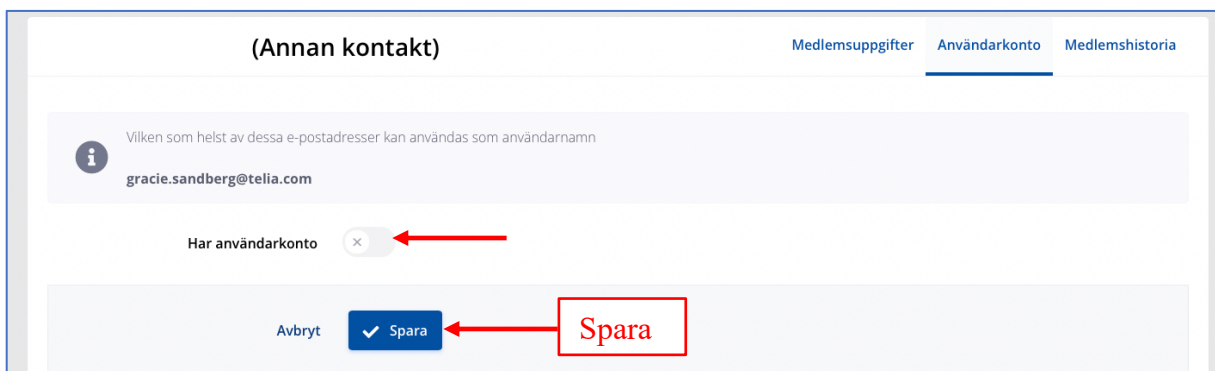 (Annan kontakt)
Medlemsuppgifter Användarkonto Medlemshistoria
Vilken som helst av dessa e-postadresser kan användas som användarnamn
gracie.sandberg@telia.com
Har användarkonto
Avbryt Spara Spara